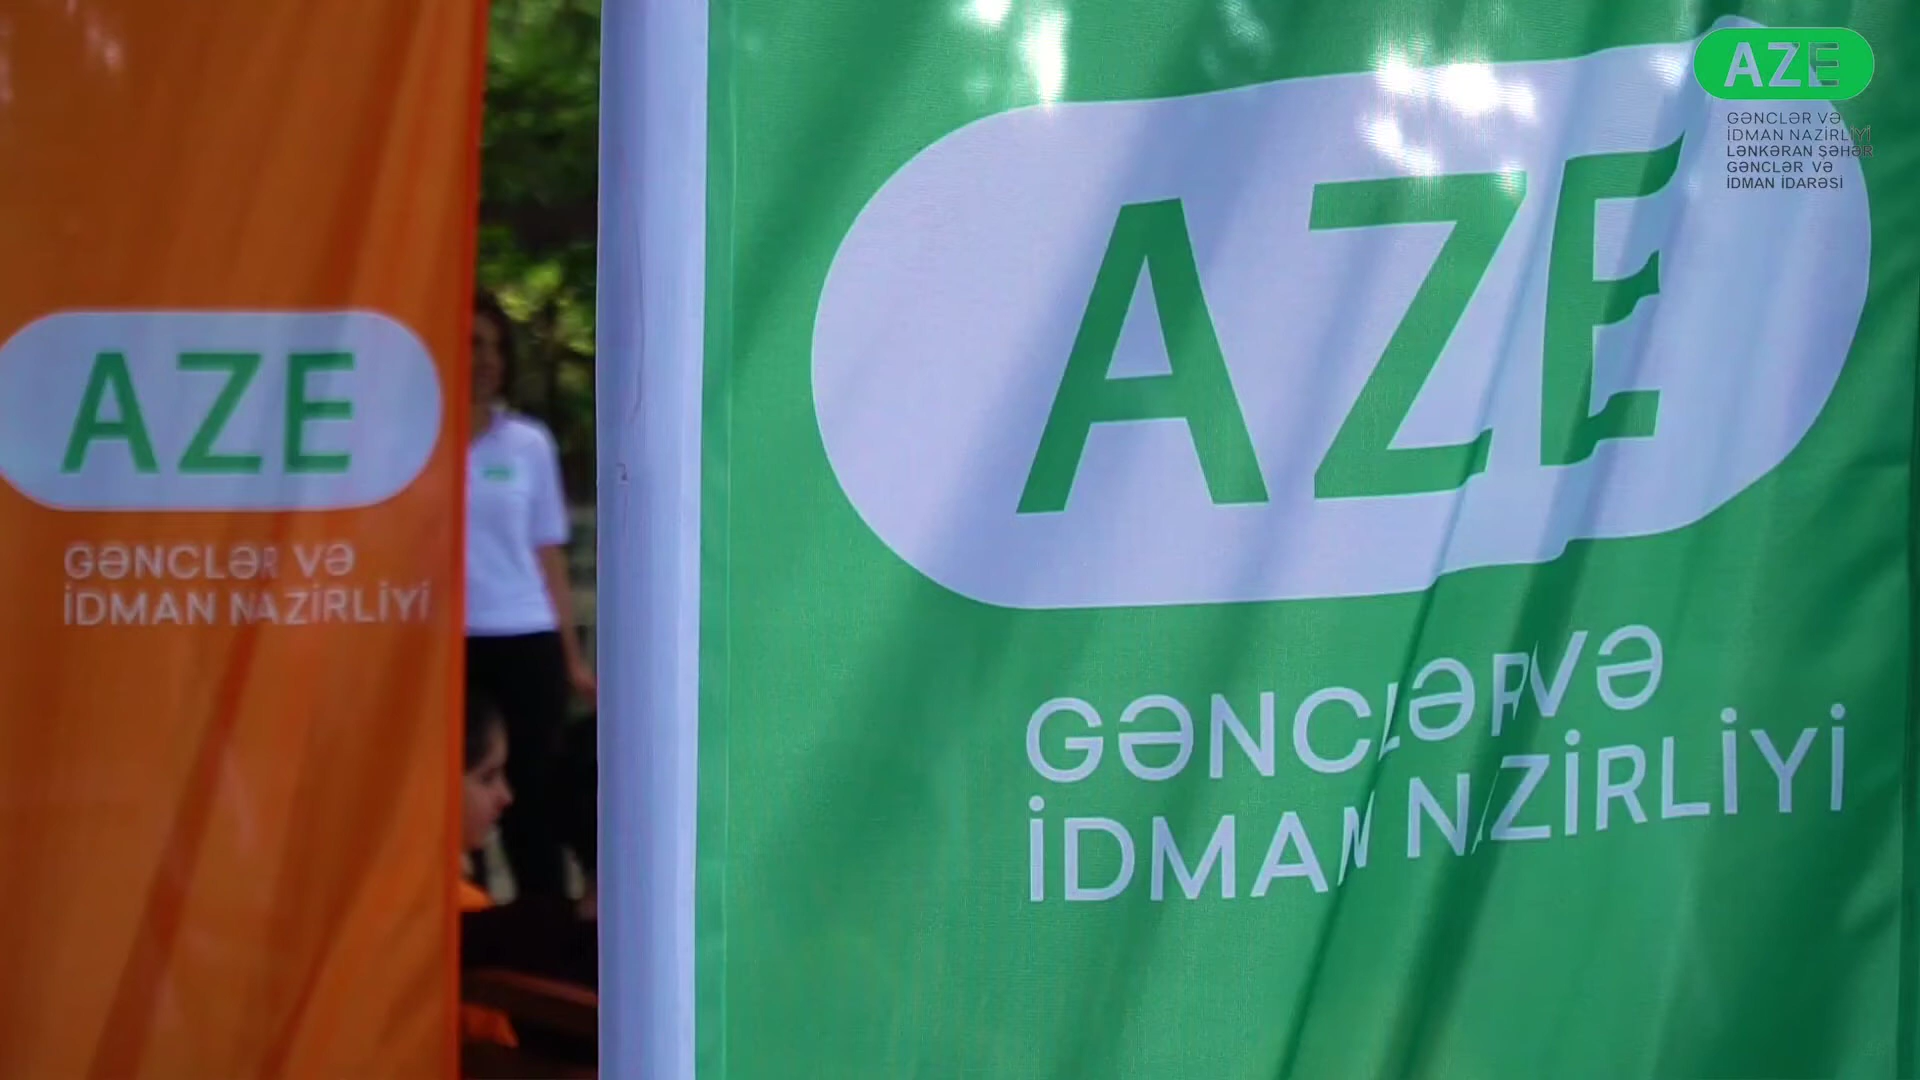 AZE
GƏNCLƏR VƏ
İDMAN NAZİRLİYİ
AZE
GƏNCLƏR VƏ
İDMAN NAZİRLİYİ
AZE
GƏNCLƏR VƏ
İDMAN NAZİRLİYİ
LƏNKƏRAN ŞƏHƏR
GƏNCLƏR VƏ
İDMAN İDARƏSİ